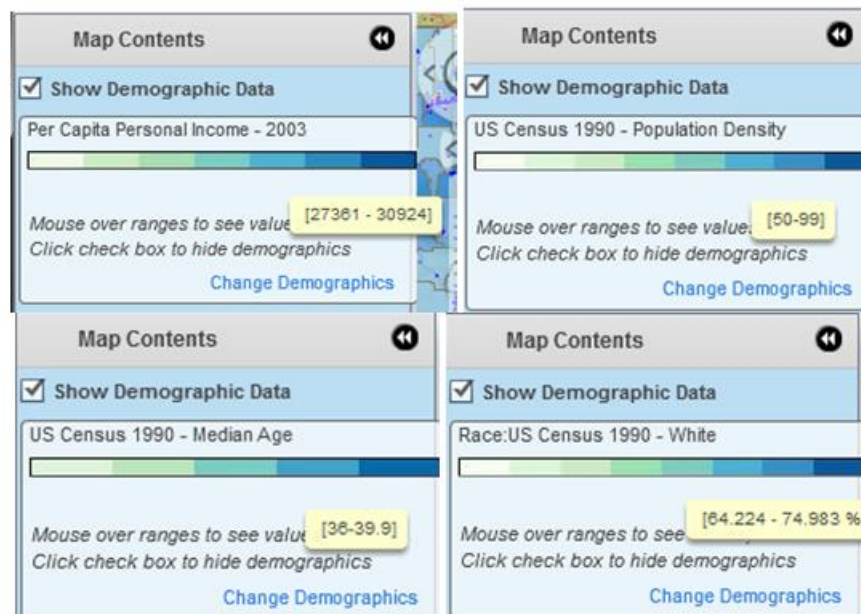 Map Contents
Show Demographic Data
Per Capita Personal Income - 2003
[27361 - 30924]
Mouse over ranges to see value
Click check box to hide demographics
Change Demographics
Map Contents
Show Demographic Data
US Census 1990 - Population Density
[50-99]
Mouse over ranges to see value
Click check box to hide demographics
Change Demographics
Map Contents
Show Demographic Data
US Census 1990 - Median Age
[36-39.9]
Mouse over ranges to see value
Click check box to hide demographics
Change Demographics
Map Contents
Show Demographic Data
Race:US Census 1990 - White
[64.224 - 74.983 %
Mouse over ranges to see
Click check box to hide demographics
Change Demographics